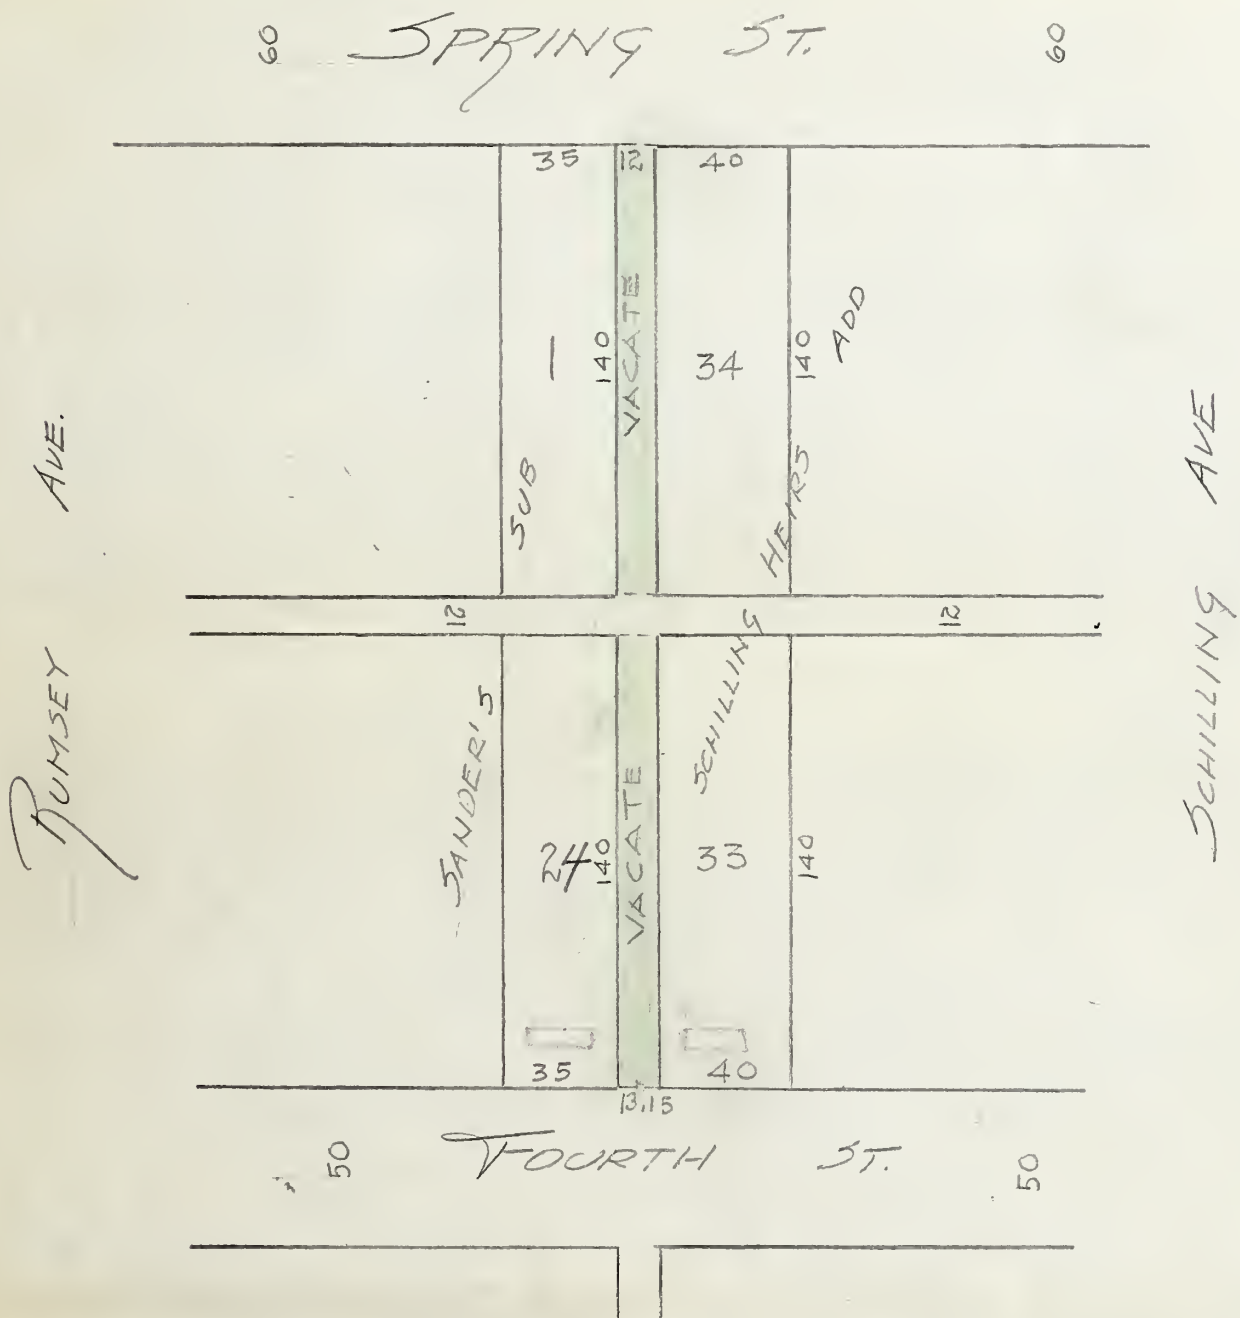 60 SPRING ST. 60
35 12 40
1 140 VACATE 34 140 ADD
SUB HEIRS
12 12
RUMSEY AVE.
SCHILLING AVE
SANDER'S SCHILLING
24 140 VACATE 33 140
35 40
13.15
50 FOURTH ST. 50